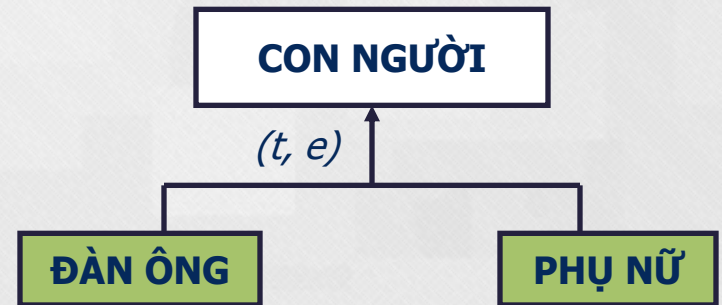 CON NGƯỜI
(t, e)
ĐÀN ÔNG
PHỤ NỮ